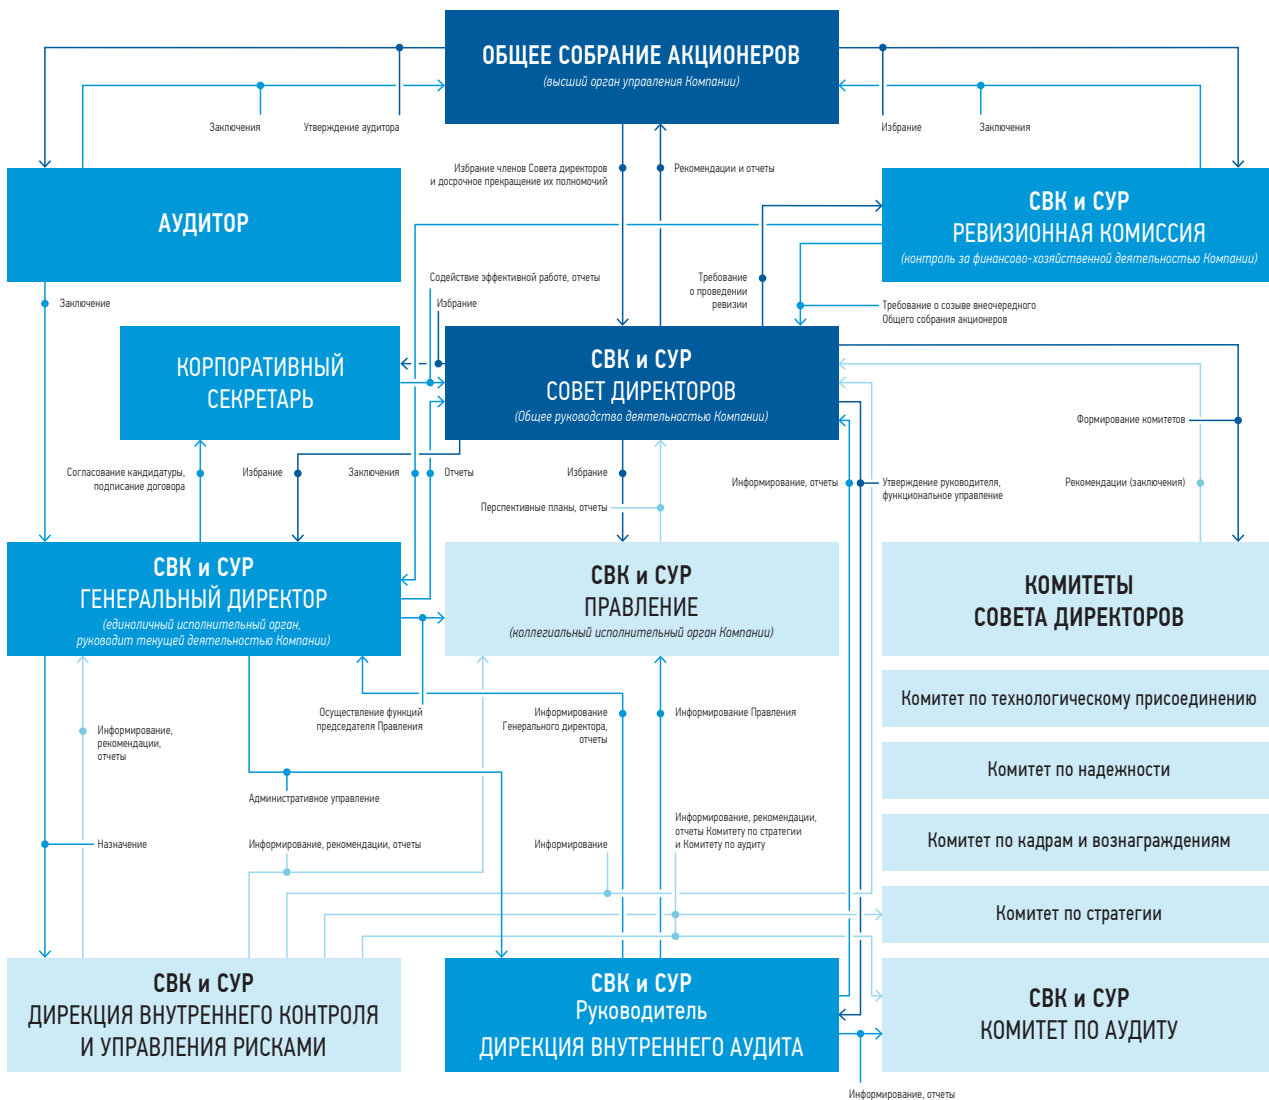 ОБЩЕЕ СОБРАНИЕ АКЦИОНЕРОВ
(высший орган управления Компании)
Заключения
Утверждение аудитора
Избрание
Заключения
Избрание членов Совета директоров
и досрочное прекращение их полномочий
Рекомендации и отчеты
АУДИТОР
СВК и СУР
РЕВИЗИОННАЯ КОМИССИЯ
(контроль за финансово-хозяйственной деятельностью Компании)
Содействие эффективной работе, отчеты
Избрание
Требование
о проведении
ревизии
Заключение
Требование о созыве внеочередного
Общего собрания акционеров
КОРПОРАТИВНЫЙ
СЕКРЕТАРЬ
СВК и СУР
СОВЕТ ДИРЕКТОРОВ
(Общее руководство деятельностью Компании)
Формирование комитетов
Согласование кандидатуры,
подписание договора
Избрание
Заключения
Отчеты
Избрание
Информирование, отчеты
Утверждение руководителя,
функциональное управление
Рекомендации (заключения)
Перспективные планы, отчеты
СВК и СУР
ГЕНЕРАЛЬНЫЙ ДИРЕКТОР
(единоличный исполнительный орган,
руководит текущей деятельностью Компании)
СВК и СУР
ПРАВЛЕНИЕ
(коллегиальный исполнительный орган Компании)
КОМИТЕТЫ
СОВЕТА ДИРЕКТОРОВ
Комитет по технологическому присоединению
Комитет по надежности
Комитет по кадрам и вознаграждениям
Комитет по стратегии
Информирование,
рекомендации,
отчеты
Осуществление функций
председателя Правления
Информирование
Генерального директора,
отчеты
Информирование Правления
Административное управление
Назначение
Информирование, рекомендации, отчеты
Информирование
Информирование, рекомендации,
отчеты Комитету по стратегии
и Комитету по аудиту
СВК и СУР
ДИРЕКЦИЯ ВНУТРЕННЕГО КОНТРОЛЯ
И УПРАВЛЕНИЯ РИСКАМИ
СВК и СУР
Руководитель
ДИРЕКЦИЯ ВНУТРЕННЕГО АУДИТА
СВК и СУР
КОМИТЕТ ПО АУДИТУ
Информирование, отчеты